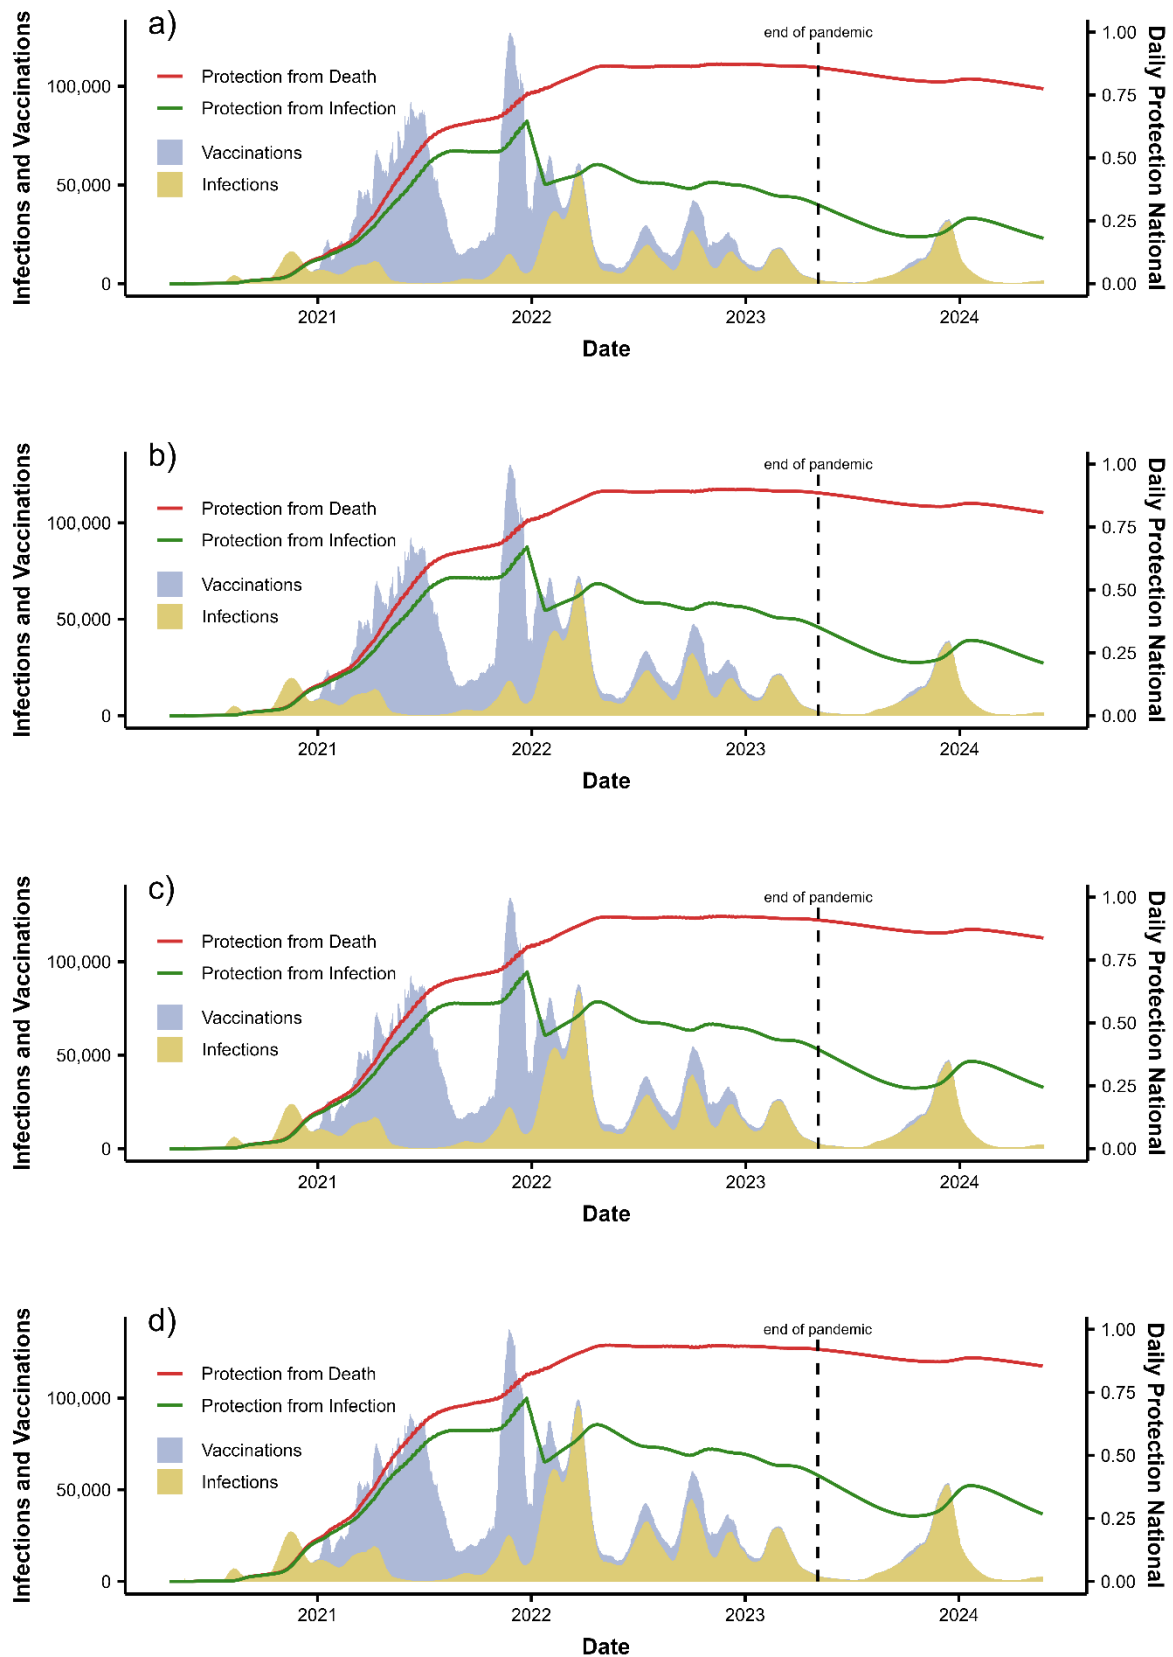 a)
end of pandemic
Protection from Death
Protection from Infection
Vaccinations
Infections
Infections and Vaccinations
100,000
50,000
0
1.00
0.75
0.50
0.25
0.00
Daily Protection National
2021 2022 2023 2024
Date
b)
end of pandemic
Protection from Death
Protection from Infection
Vaccinations
Infections
Infections and Vaccinations
100,000
50,000
0
1.00
0.75
0.50
0.25
0.00
Daily Protection National
2021 2022 2023 2024
Date
c)
end of pandemic
Protection from Death
Protection from Infection
Vaccinations
Infections
Infections and Vaccinations
100,000
50,000
0
1.00
0.75
0.50
0.25
0.00
Daily Protection National
2021 2022 2023 2024
Date
d)
end of pandemic
Protection from Death
Protection from Infection
Vaccinations
Infections
Infections and Vaccinations
100,000
50,000
0
1.00
0.75
0.50
0.25
0.00
Daily Protection National
2021 2022 2023 2024
Date